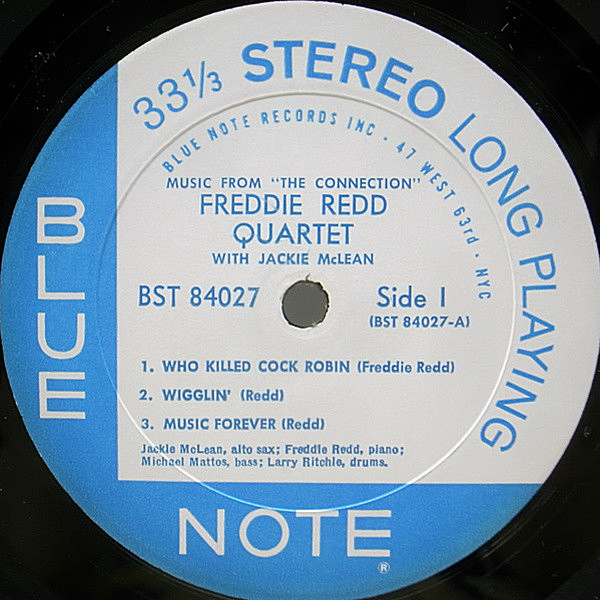 33⅓ STEREO LONG PLAYING
BLUE NOTE RECORDS INC · 47 WEST 63rd · NYC
MUSIC FROM "THE CONNECTION"
FREDDIE REDD
QUARTET
WITH JACKIE McLEAN
BST 84027
Side 1
(BST 84027-A)
1. WHO KILLED COCK ROBIN (Freddie Redd)
2. WIGGLIN' (Redd)
3. MUSIC FOREVER (Redd)
Jackie McLean, alto sax; Freddie Redd, piano;
Michael Mattos, bass; Larry Ritchie, drums.
BLUE
NOTE
®